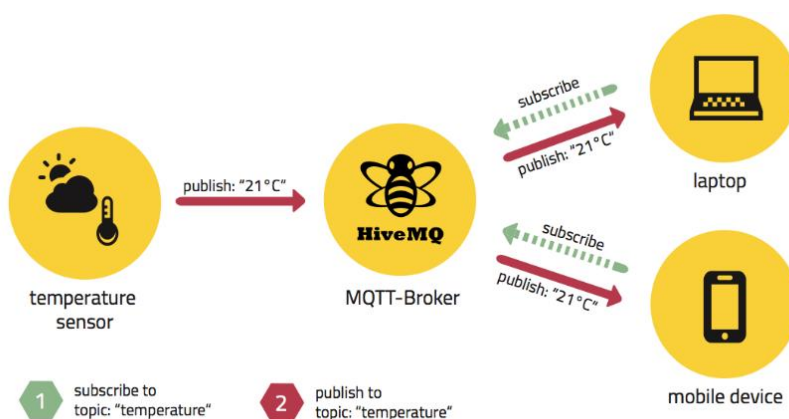 subscribe
publish: "21°C"
laptop
publish: "21°C"
HiveMQ
temperature
sensor
MQTT-Broker
subscribe
publish: "21°C"
mobile device
1
subscribe to
topic: "temperature"
2
publish to
topic: "temperature"